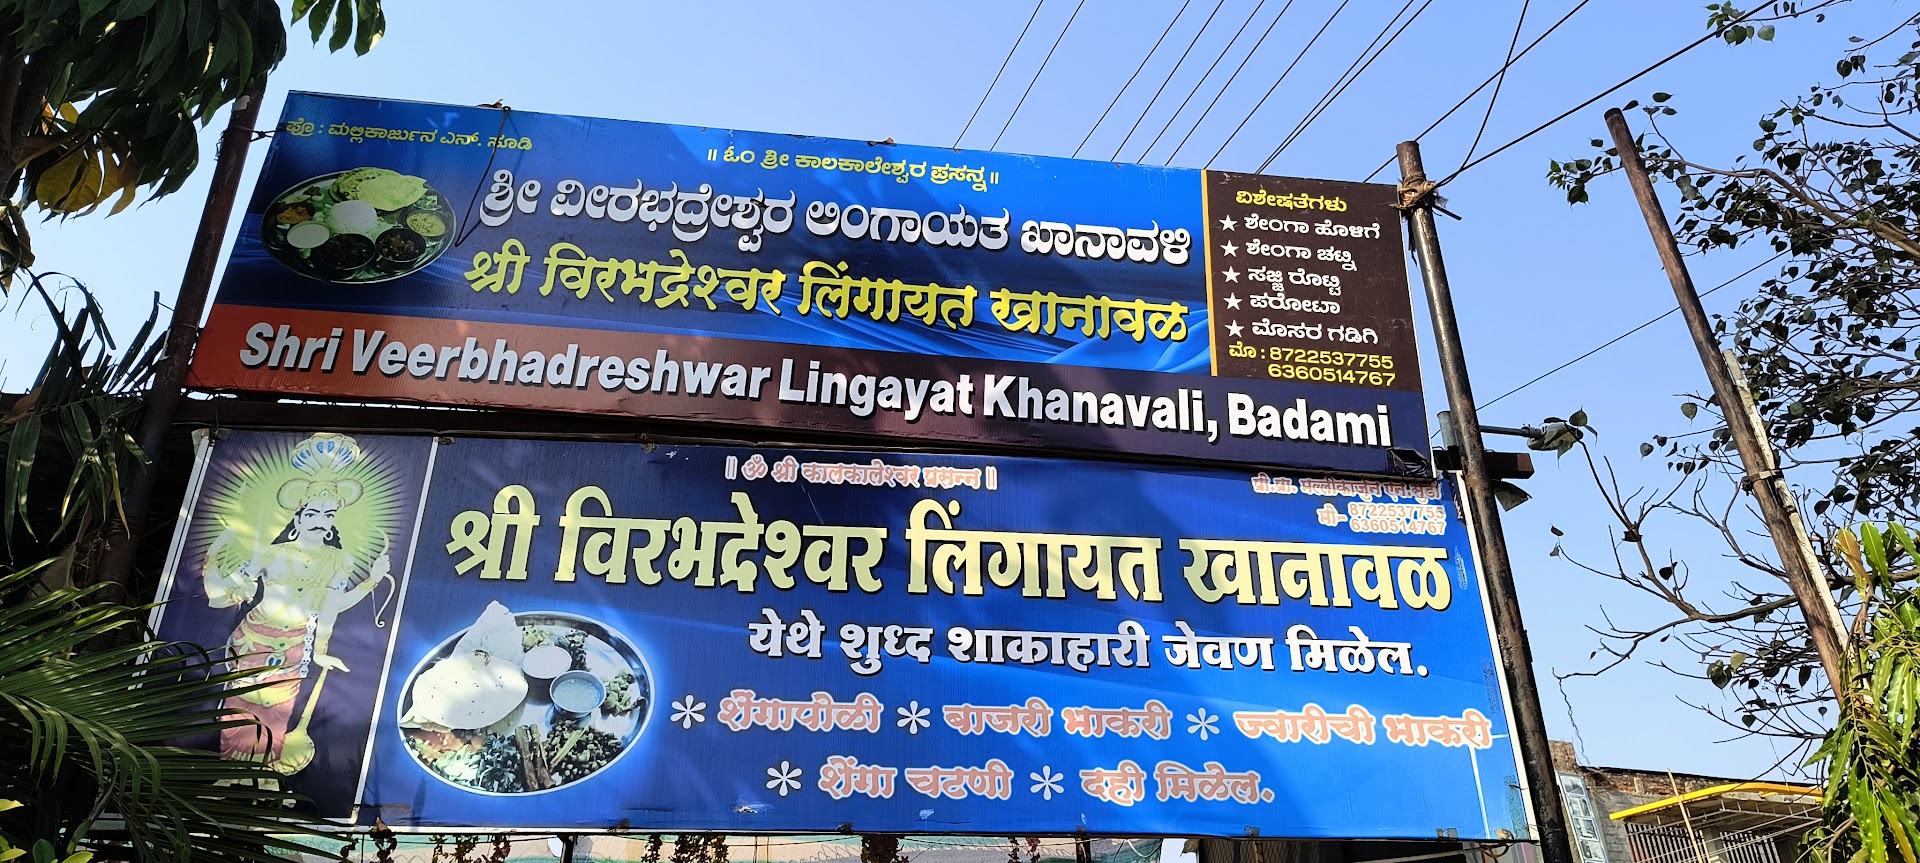 ಪ್ರೊ : ಮಲ್ಲಿಕಾರ್ಜುನ ಎನ್. ಸೂಡಿ
॥ ಓಂ ಶ್ರೀ ಕಾಲಕಾಲೇಶ್ವರ ಪ್ರಸನ್ನ ॥
ಶ್ರೀ ವೀರಭದ್ರೇಶ್ವರ ಲಿಂಗಾಯತ ಖಾನಾವಳಿ
श्री विरभद्रेश्वर लिंगायत खानावळ
Shri Veerbhadreshwar Lingayat Khanavali, Badami
ವಿಶೇಷತೆಗಳು
★ ಶೇಂಗಾ ಹೊಳಿಗೆ
★ ಶೇಂಗಾ ಚಟ್ನಿ
★ ಸಜ್ಜಿ ರೊಟ್ಟಿ
★ ಪರೋಟಾ
★ ಮೊಸರ ಗಡಿಗಿ
ಮೊ : 8722537755
6360514767
॥ ॐ श्री कालकालेश्वर प्रसन्न ॥
प्रो.प्रा. मल्लीकार्जुन एन.सुडी
मो- 8722537755
6360514767
श्री विरभद्रेश्वर लिंगायत खानावळ
येथे शुध्द शाकाहारी जेवण मिळेल.
* शेंगापोळी * बाजरी भाकरी * ज्वारीची भाकरी
* शेंगा चटणी * दही मिळेल.